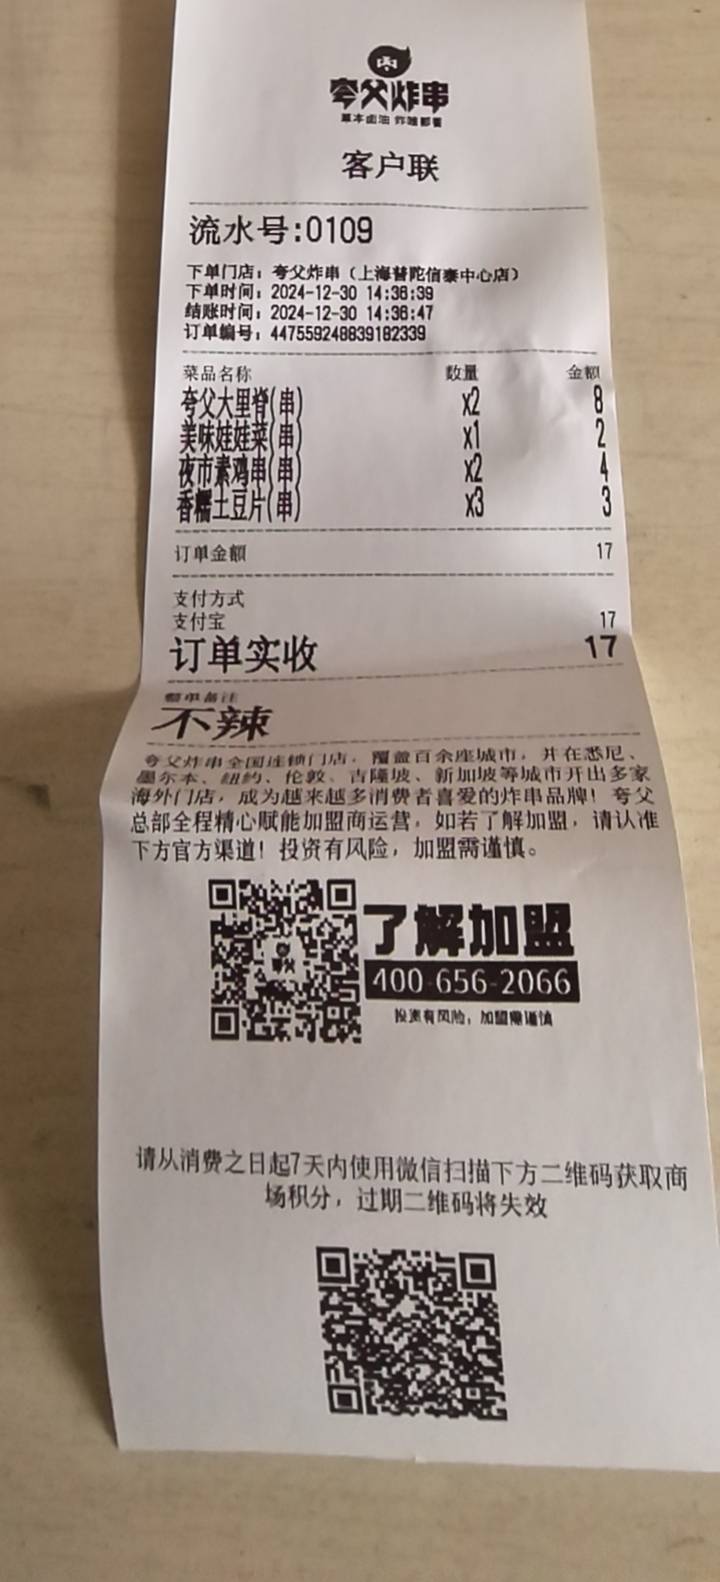 夸父炸串
草本卤油 炸唯都香
客户联
流水号:0109
下单门店：夸父炸串（上海普陀信泰中心店）
下单时间：2024-12-30 14:36:39
结账时间：2024-12-30 14:36:47
订单编号：447559248839182339
菜品名称 数量 金额
夸父大里脊(串) x2 8
美味娃娃菜(串) x1 2
夜市素鸡串(串) x2 4
香糯土豆片(串) x3 3
订单金额 17
支付方式
支付宝 17
订单实收 17
整单备注
不辣
夸父炸串全国连锁门店，覆盖百余座城市，并在悉尼、
墨尔本、纽约、伦敦、吉隆坡、新加坡等城市开出多家
海外门店，成为越来越多消费者喜爱的炸串品牌！夸父
总部全程精心赋能加盟商运营，如若了解加盟，请认准
下方官方渠道！投资有风险，加盟需谨慎。
夸父
了解加盟
400-656-2066
投资有风险，加盟需谨慎
请从消费之日起7天内使用微信扫描下方二维码获取商
场积分，过期二维码将失效